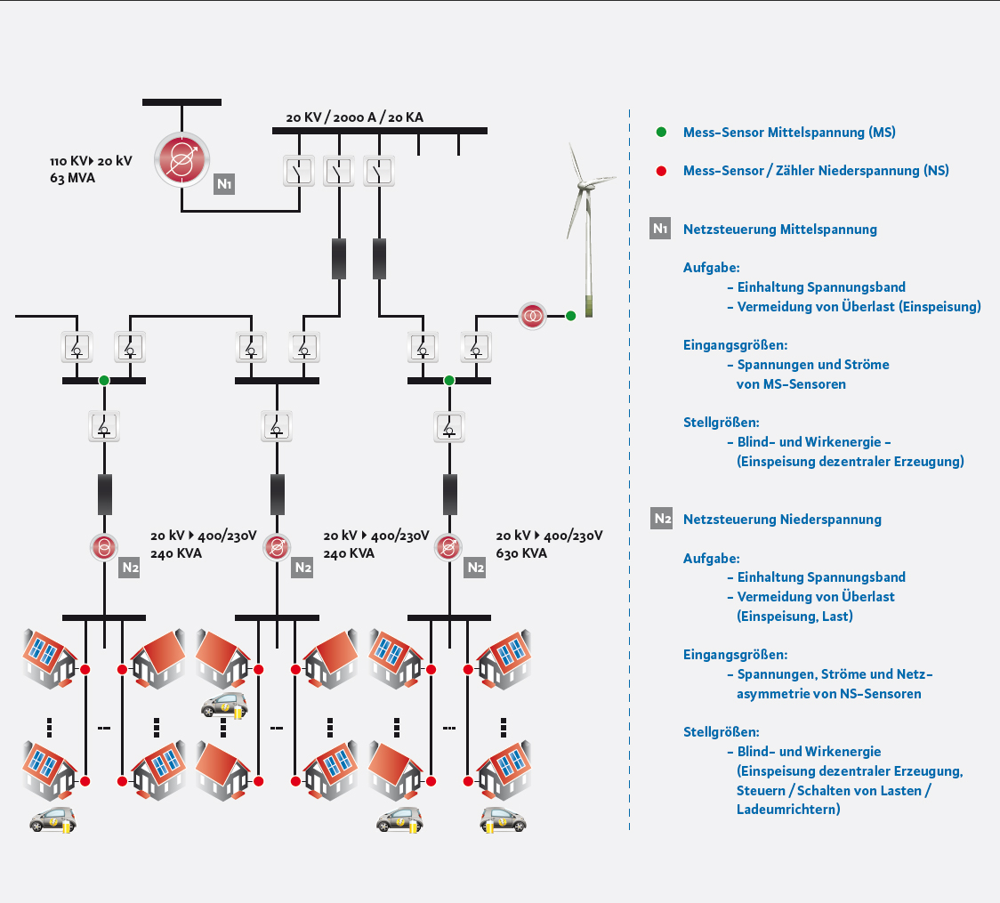 20 KV / 2000 A / 20 KA
110 KV 20 kV
63 MVA
N1
20 kV 400/230V
240 KVA
N2
20 kV 400/230V
240 KVA
N2
20 kV 400/230V
630 KVA
N2
Mess-Sensor Mittelspannung (MS)
Mess-Sensor / Zähler Niederspannung (NS)
N1 Netzsteuerung Mittelspannung
Aufgabe:
– Einhaltung Spannungsband
– Vermeidung von Überlast (Einspeisung)
Eingangsgrößen:
– Spannungen und Ströme
von MS-Sensoren
Stellgrößen:
– Blind- und Wirkenergie –
(Einspeisung dezentraler Erzeugung)
N2 Netzsteuerung Niederspannung
Aufgabe:
– Einhaltung Spannungsband
– Vermeidung von Überlast
(Einspeisung, Last)
Eingangsgrößen:
– Spannungen, Ströme und Netz-
asymmetrie von NS-Sensoren
Stellgrößen:
– Blind- und Wirkenergie
(Einspeisung dezentraler Erzeugung,
Steuern / Schalten von Lasten /
Ladeumrichtern)